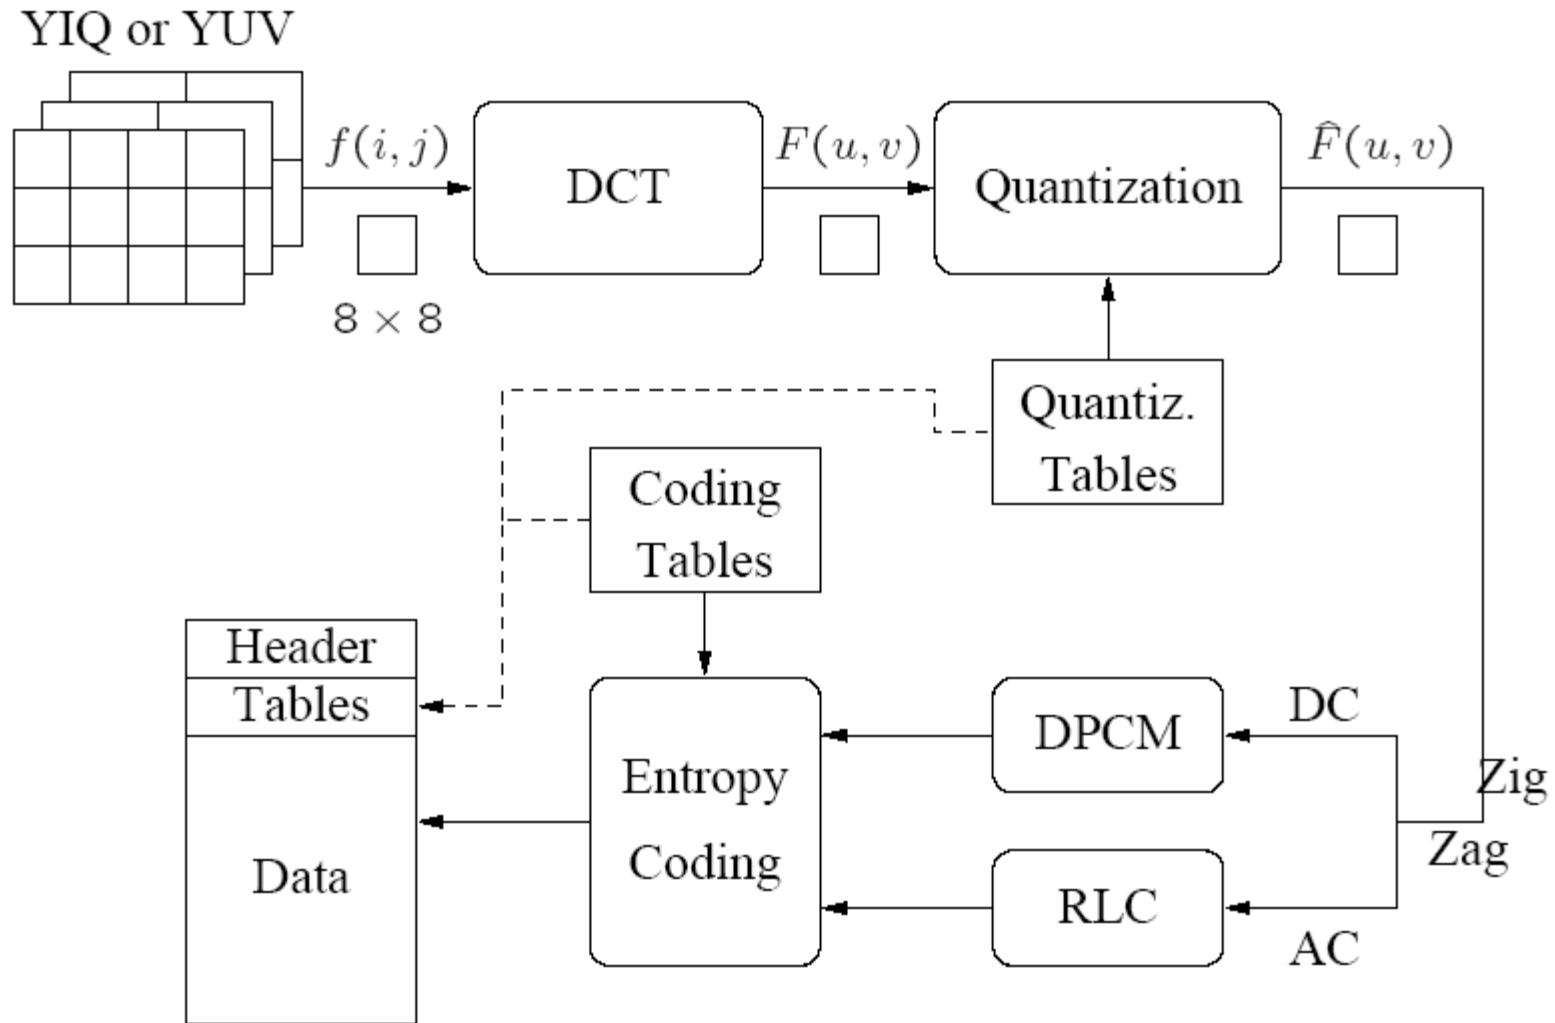 YIQ or YUV
f(i, j)
8 × 8
DCT
F(u, v)
Quantization
F̂(u, v)
Quantiz.
Tables
Coding
Tables
Header
Tables
Data
Entropy
Coding
DPCM
DC
Zig
Zag
RLC
AC